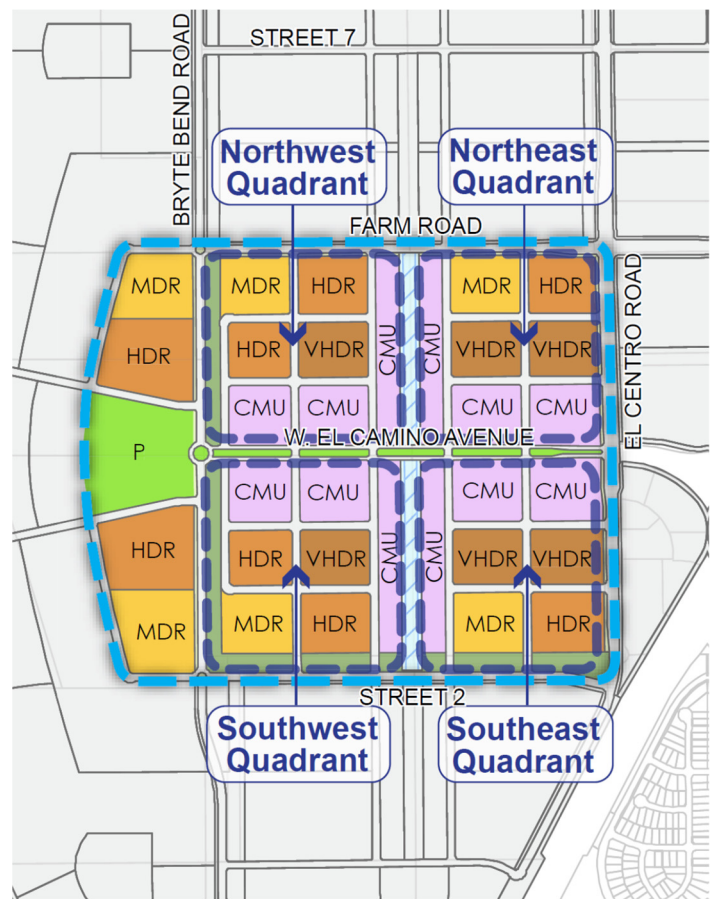 STREET 7
BRYTE BEND ROAD
Northwest
Quadrant
Northeast
Quadrant
FARM ROAD
EL CENTRO ROAD
MDR
MDR
HDR
MDR
HDR
HDR
HDR
VHDR
CMU
CMU
VHDR
VHDR
CMU
CMU
CMU
CMU
W. EL CAMINO AVENUE
P
CMU
CMU
CMU
CMU
HDR
HDR
VHDR
CMU
CMU
VHDR
VHDR
MDR
MDR
HDR
MDR
HDR
STREET 2
Southwest
Quadrant
Southeast
Quadrant